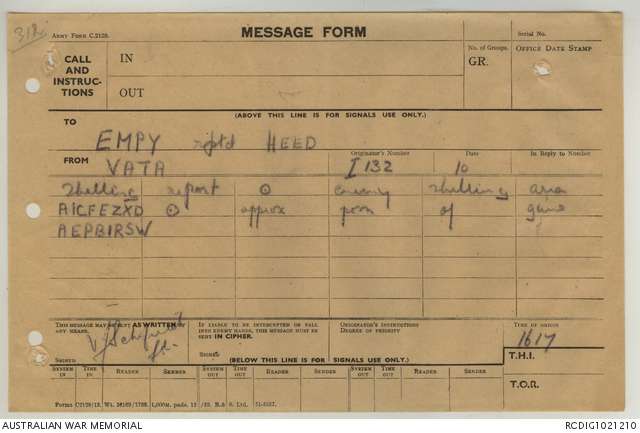 312
ARMY FORM C.2128.
MESSAGE FORM
Serial No.
CALL AND INSTRUCTIONS
IN
No. of Groups.
GR.
OFFICE DATE STAMP
OUT
(ABOVE THIS LINE IS FOR SIGNALS USE ONLY.)
TO
EMPY rptd HEED
FROM Originator's Number Date In Reply to Number
VATA I 132 10
Shelling report ⊙ enemy shelling area
AICFEZXD ⊙ approx posn of guns
AEPBIRSW
THIS MESSAGE MAY BE SENT AS WRITTEN BY ANY MEANS.
IF LIABLE TO BE INTERCEPTED OR FALL INTO ENEMY HANDS, THIS MESSAGE MUST BE SENT IN CIPHER.
ORIGINATOR'S INSTRUCTIONS
DEGREE OF PRIORITY
TIME OF ORIGIN
1617
SIGNED
SIGNED
(BELOW THIS LINE IS FOR SIGNALS USE ONLY.)
T.H.I.
SYSTEM IN TIME IN READER SENDER SYSTEM OUT TIME OUT READER SENDER SYSTEM OUT TIME OUT READER SENDER
T.O.R.
AUSTRALIAN WAR MEMORIAL
RCDIG1021210